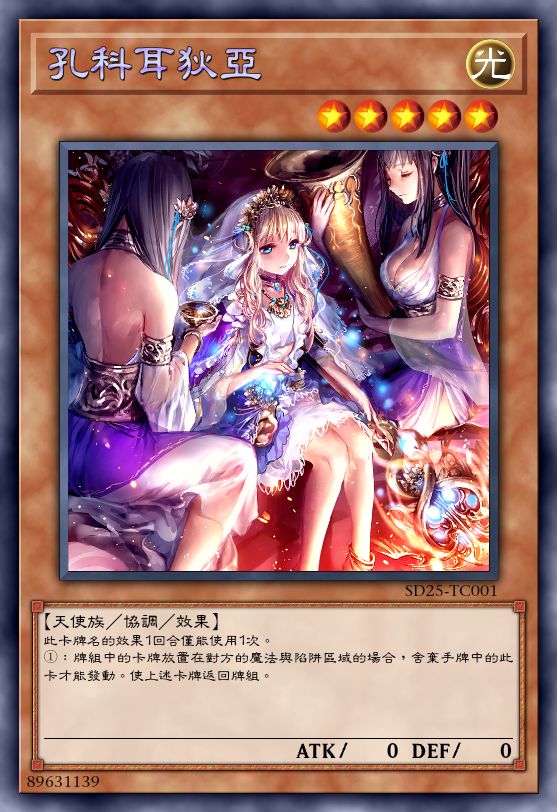 孔科耳狄亞
光
SD25-TC001
【天使族／協調／效果】
此卡牌名的效果1回合僅能使用1次。
①：牌組中的卡牌放置在對方的魔法與陷阱區域的場合，舍棄手牌中的此
卡才能發動。使上述卡牌返回牌組。
ATK/ 0 DEF/ 0
89631139